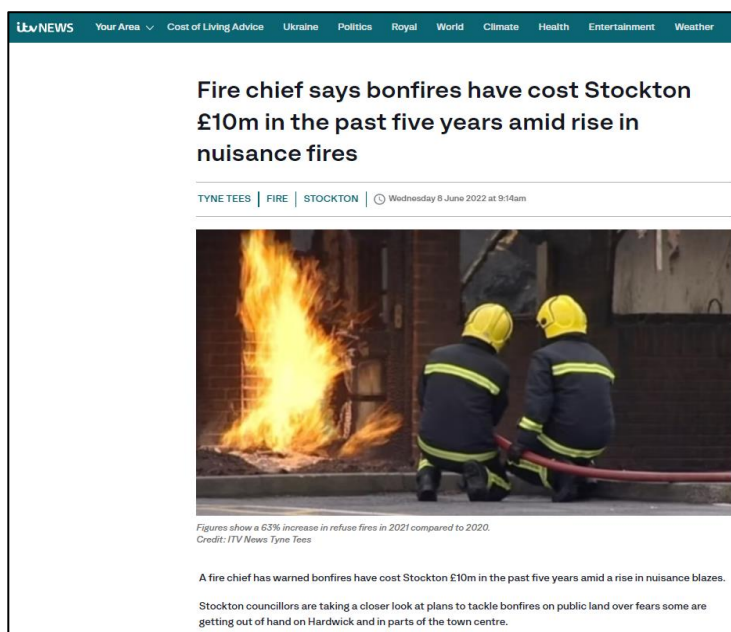 itv NEWS Your Area Cost of Living Advice Ukraine Politics Royal World Climate Health Entertainment Weather
Fire chief says bonfires have cost Stockton
£10m in the past five years amid rise in
nuisance fires
TYNE TEES | FIRE | STOCKTON | Wednesday 8 June 2022 at 9:14am
Figures show a 63% increase in refuse fires in 2021 compared to 2020.
Credit: ITV News Tyne Tees
A fire chief has warned bonfires have cost Stockton £10m in the past five years amid a rise in nuisance blazes.
Stockton councillors are taking a closer look at plans to tackle bonfires on public land over fears some are
getting out of hand on Hardwick and in parts of the town centre.